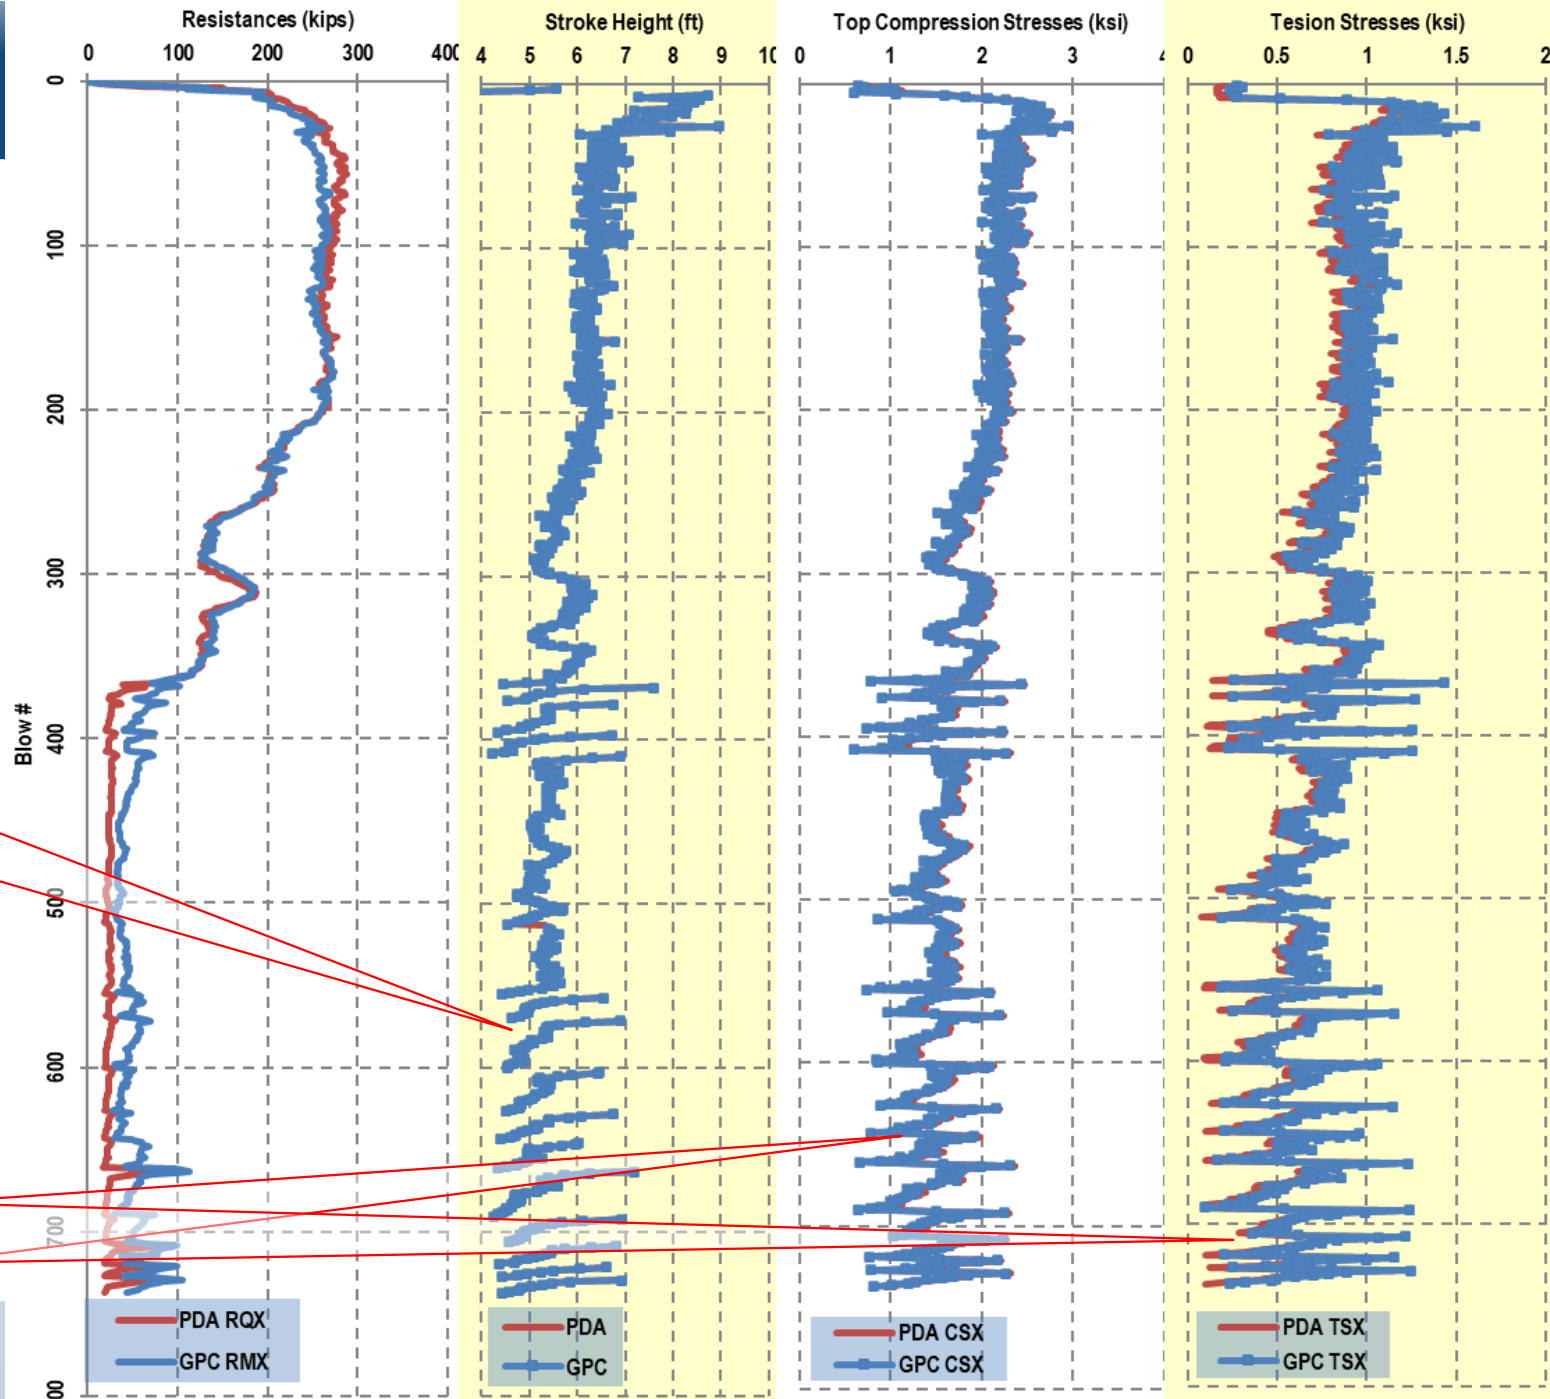 Resistances (kips)
0 100 200 300 400
Stroke Height (ft)
4 5 6 7 8 9 10
Top Compression Stresses (ksi)
0 1 2 3 4
Tesion Stresses (ksi)
0 0.5 1 1.5 2
Blow #
0
100
200
300
400
500
600
700
00
PDA RQX
GPC RMX
PDA
GPC
PDA CSX
GPC CSX
PDA TSX
GPC TSX